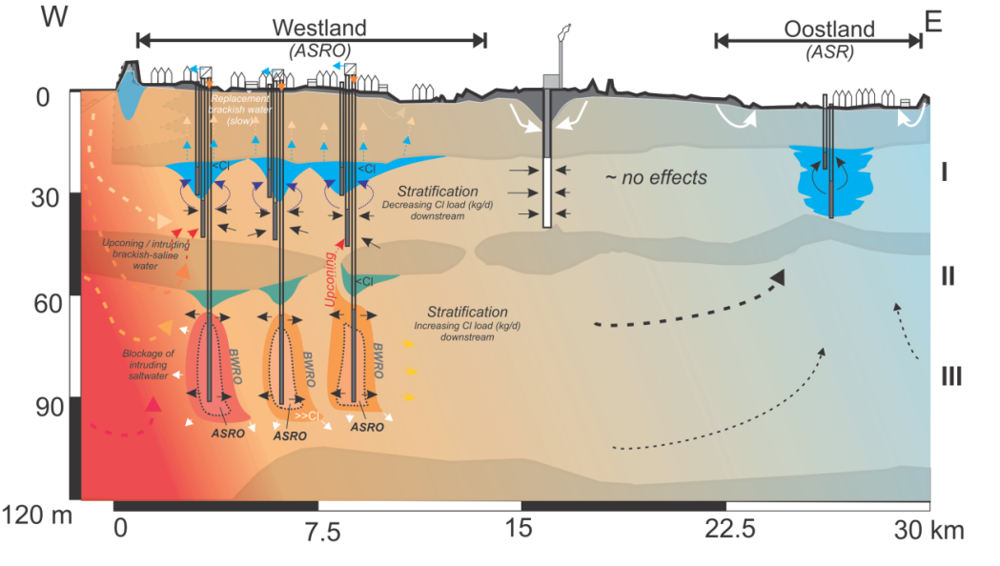 W
E
Westland
(ASRO)
Oostland
(ASR)
0
30
60
90
120 m
Replacement
brackish water
(slow)
<Cl
<Cl
Stratification
Decreasing Cl load (kg/d)
downstream
~ no effects
I
Upconing / intruding
brackish-saline
water
Upconing
<Cl
II
Stratification
Increasing Cl load (kg/d)
downstream
Blockage of
intruding
saltwater
BWRO
BWRO
BWRO
III
>>Cl
ASRO
ASRO
ASRO
0
7.5
15
22.5
30 km